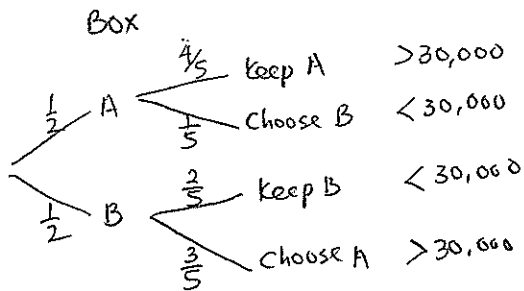 Box
4/5 keep A >30,000
1/2 A
1/5 Choose B <30,000
2/5 keep B <30,000
1/2 B
3/5 Choose A >30,000